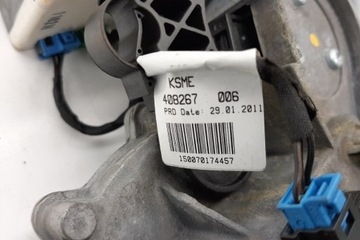 KSME
408267 006
PRD Date: 29.01.2011
150070174457